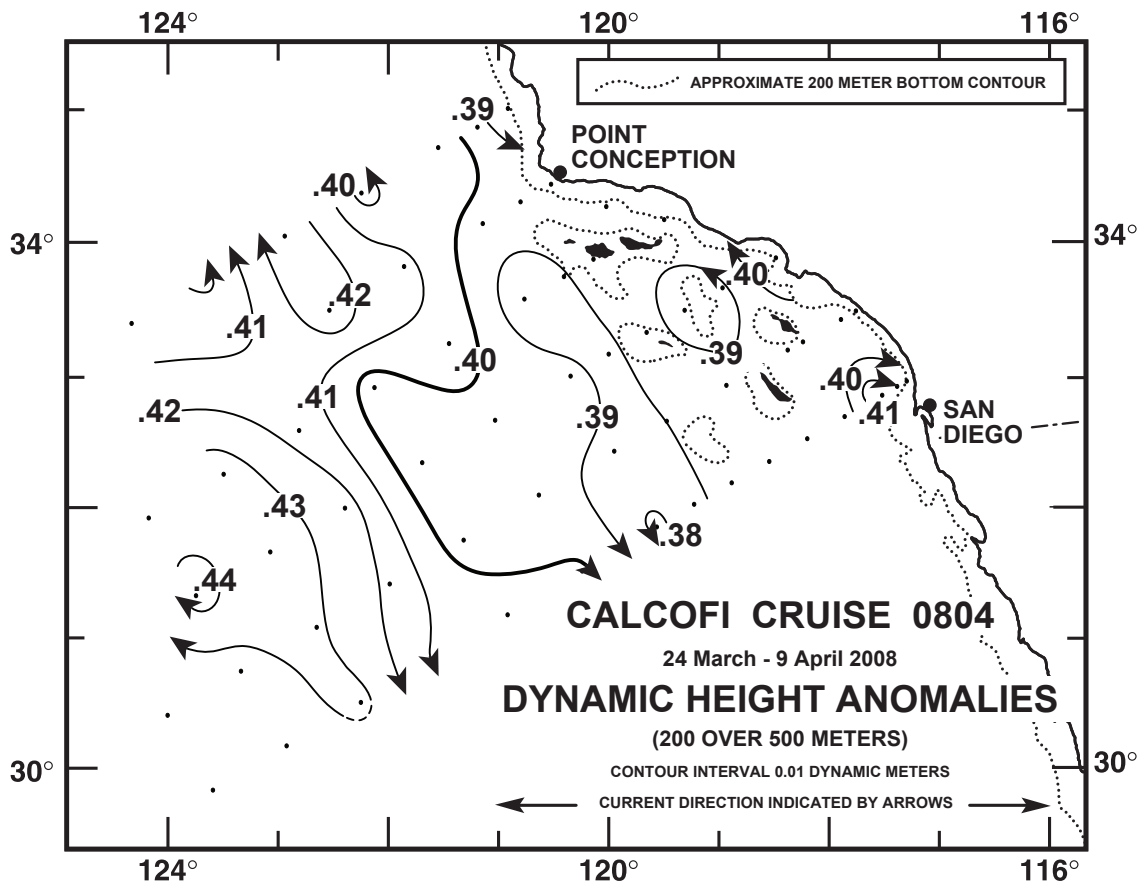 124° 120° 116°
APPROXIMATE 200 METER BOTTOM CONTOUR
.39
POINT
CONCEPTION
.40
34° 34°
.40
.42
.41
.39
.40
.40
.41
.42
.39
.41
SAN
DIEGO
.43
.38
.44
CALCOFI CRUISE 0804
24 March - 9 April 2008
DYNAMIC HEIGHT ANOMALIES
(200 OVER 500 METERS)
30° 30°
CONTOUR INTERVAL 0.01 DYNAMIC METERS
CURRENT DIRECTION INDICATED BY ARROWS
124° 120° 116°